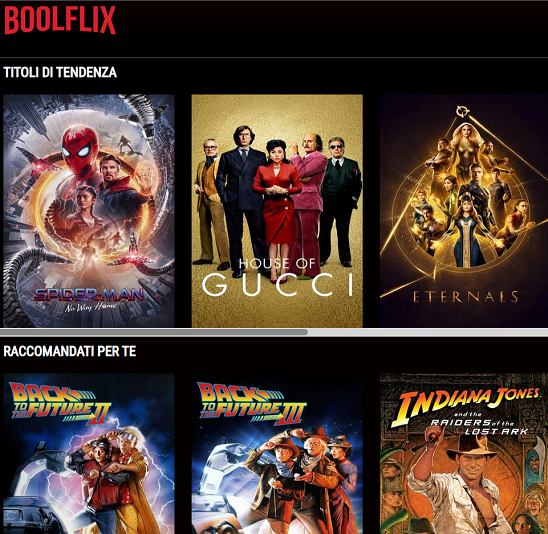 BOOLFLIX
TITOLI DI TENDENZA
SPIDER-MAN
No Way Home
HOUSE OF
GUCCI
ETERNALS
RACCOMANDATI PER TE
BACK
TO THE FUTURE II
BACK
TO THE FUTURE III
INDIANA JONES
and the
RAIDERS of the
LOST ARK